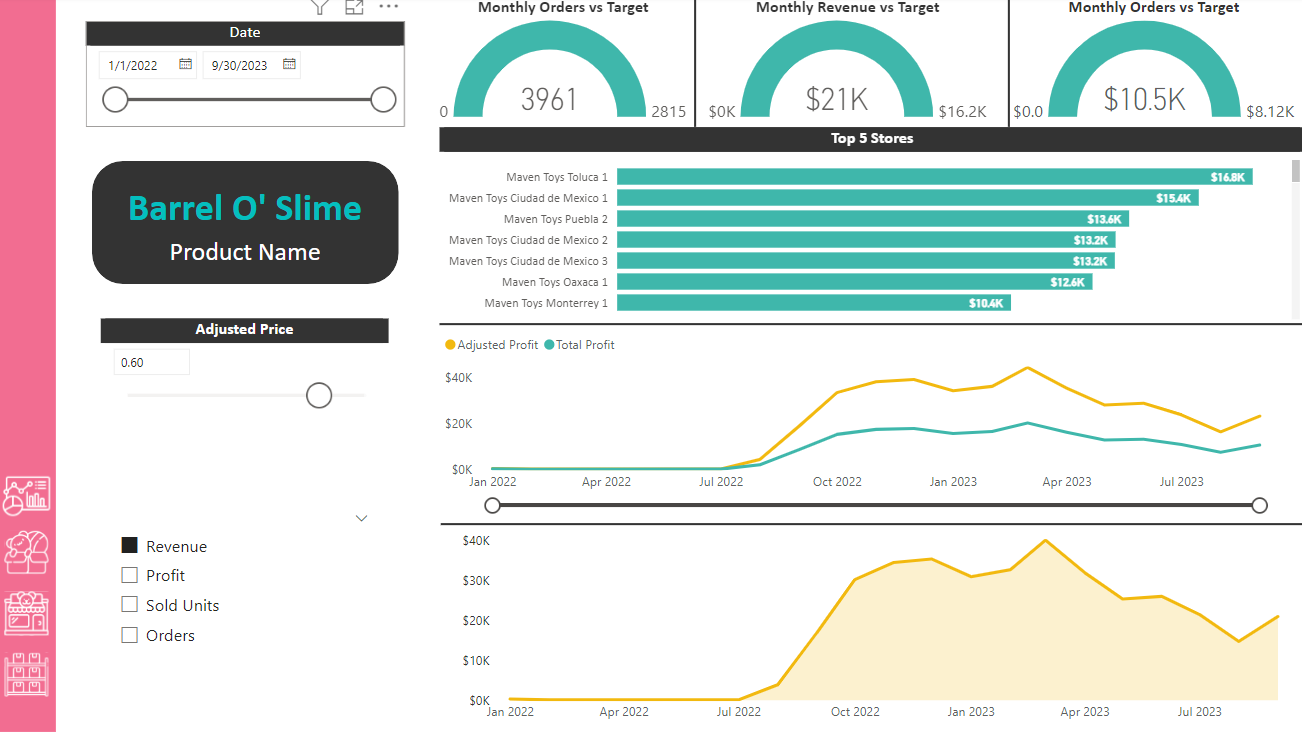 Date
1/1/2022 9/30/2023
Barrel O' Slime
Product Name
Adjusted Price
0.60
Revenue
Profit
Sold Units
Orders
Monthly Orders vs Target
3961
0 2815
Monthly Revenue vs Target
$21K
$0K $16.2K
Monthly Orders vs Target
$10.5K
$0.0 $8.12K
Top 5 Stores
Maven Toys Toluca 1 $16.8K
Maven Toys Ciudad de Mexico 1 $15.4K
Maven Toys Puebla 2 $13.6K
Maven Toys Ciudad de Mexico 2 $13.2K
Maven Toys Ciudad de Mexico 3 $13.2K
Maven Toys Oaxaca 1 $12.6K
Maven Toys Monterrey 1 $10.4K
Adjusted Profit Total Profit
$40K
$20K
$0K
Jan 2022 Apr 2022 Jul 2022 Oct 2022 Jan 2023 Apr 2023 Jul 2023
$40K
$30K
$20K
$10K
$0K
Jan 2022 Apr 2022 Jul 2022 Oct 2022 Jan 2023 Apr 2023 Jul 2023